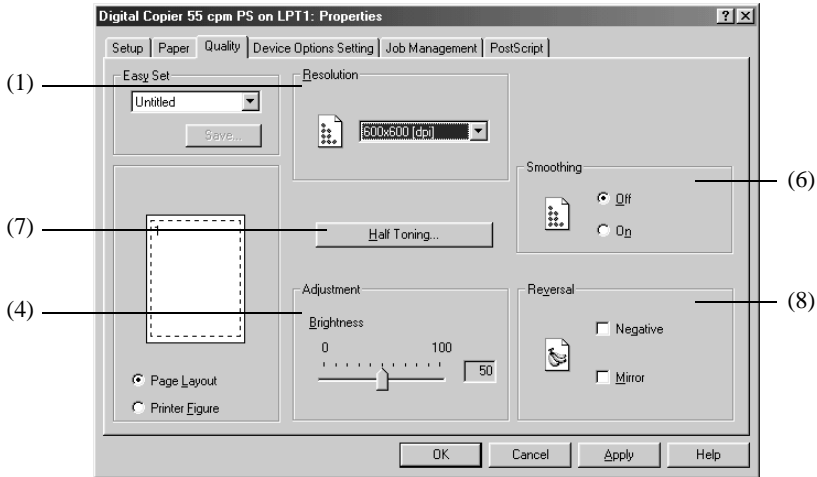 Digital Copier 55 cpm PS on LPT1: Properties
Setup Paper Quality Device Options Setting Job Management PostScript
(1)
Easy Set
Untitled
Save...
Resolution
600x600 [dpi]
Smoothing
Off
On
(6)
(7)
1
Half Toning...
(4)
Adjustment
Brightness
0 100
50
Reversal
Negative
Mirror
(8)
Page Layout
Printer Figure
OK Cancel Apply Help